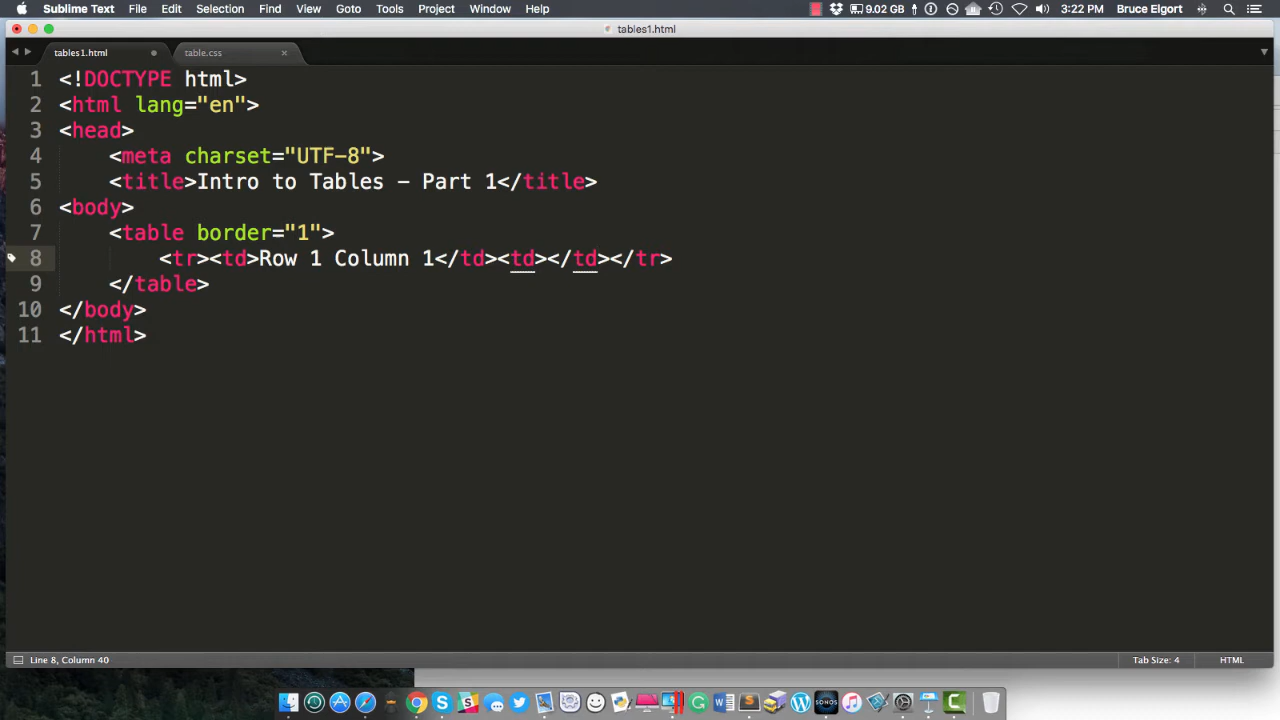 Sublime Text File Edit Selection Find View Goto Tools Project Window Help 9.02 GB 3:22 PM Bruce Elgort
tables1.html
tables1.html table.css
1 <!DOCTYPE html>
2 <html lang="en">
3 <head>
4 <meta charset="UTF-8">
5 <title>Intro to Tables - Part 1</title>
6 <body>
7 <table border="1">
8 <tr><td>Row 1 Column 1</td><td></td></tr>
9 </table>
10 </body>
11 </html>
Line 8, Column 40 Tab Size: 4 HTML
SONOS